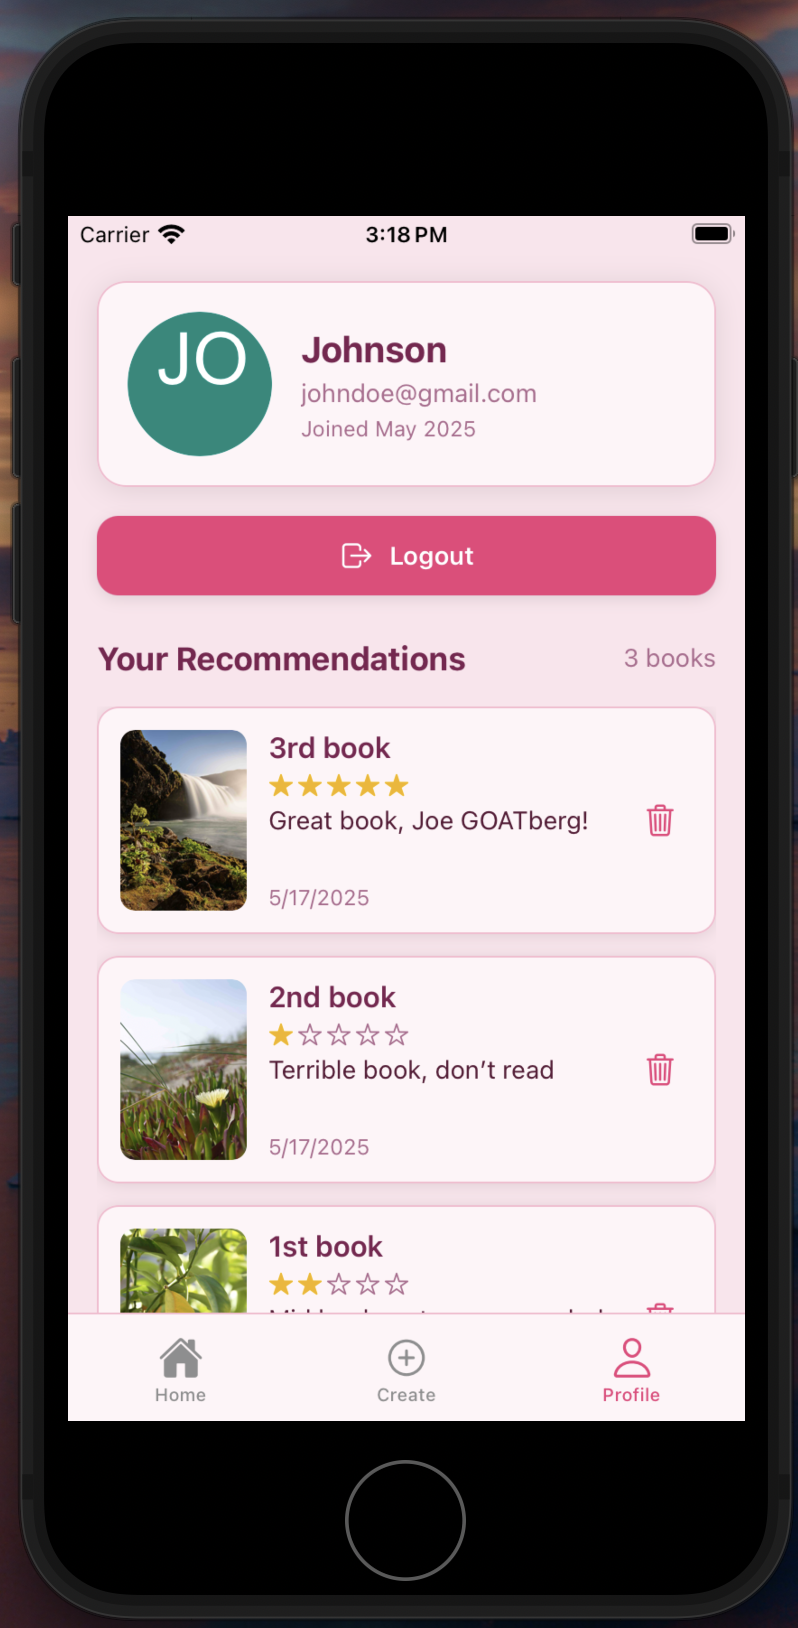 Carrier 3:18 PM
JO
Johnson
johndoe@gmail.com
Joined May 2025
Logout
Your Recommendations 3 books
3rd book
Great book, Joe GOATberg!
5/17/2025
2nd book
Terrible book, don’t read
5/17/2025
1st book
Home Create Profile